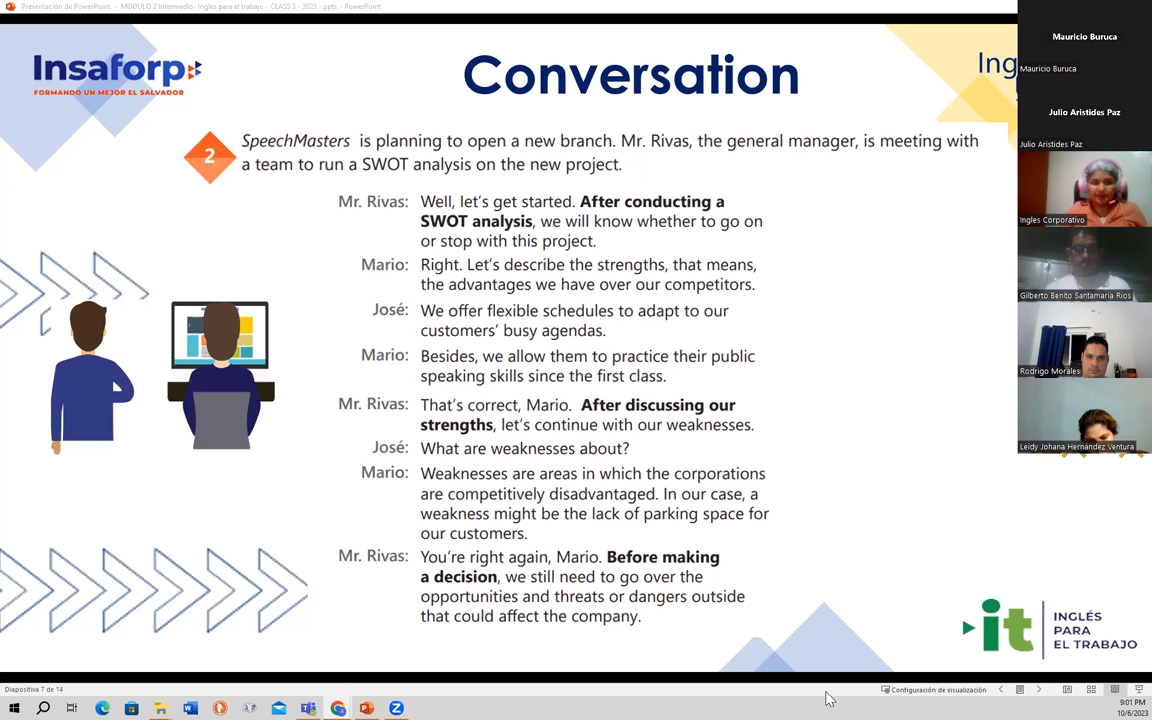 Presentación de PowerPoint - MODULO 2 Intermedio- Ingles para el trabajo - CLASS 3 - 2023 -.pptx - PowerPoint
Insaforp
FORMANDO UN MEJOR EL SALVADOR
Conversation
Ing
2
SpeechMasters is planning to open a new branch. Mr. Rivas, the general manager, is meeting with
a team to run a SWOT analysis on the new project.
Mr. Rivas: Well, let's get started. After conducting a
SWOT analysis, we will know whether to go on
or stop with this project.
Mario: Right. Let's describe the strengths, that means,
the advantages we have over our competitors.
José: We offer flexible schedules to adapt to our
customers' busy agendas.
Mario: Besides, we allow them to practice their public
speaking skills since the first class.
Mr. Rivas: That's correct, Mario. After discussing our
strengths, let's continue with our weaknesses.
José: What are weaknesses about?
Mario: Weaknesses are areas in which the corporations
are competitively disadvantaged. In our case, a
weakness might be the lack of parking space for
our customers.
Mr. Rivas: You're right again, Mario. Before making
a decision, we still need to go over the
opportunities and threats or dangers outside
that could affect the company.
it
INGLÉS
PARA
EL TRABAJO
Mauricio Buruca
Mauricio Buruca
Julio Aristides Paz
Julio Aristides Paz
Ingles Corporativo
Gilberto Benito Santamaria Rios
Rodrigo Morales
Leidy Johana Hernández Ventura
Diapositiva 7 de 14
Configuración de visualización
9:01 PM
10/6/2023